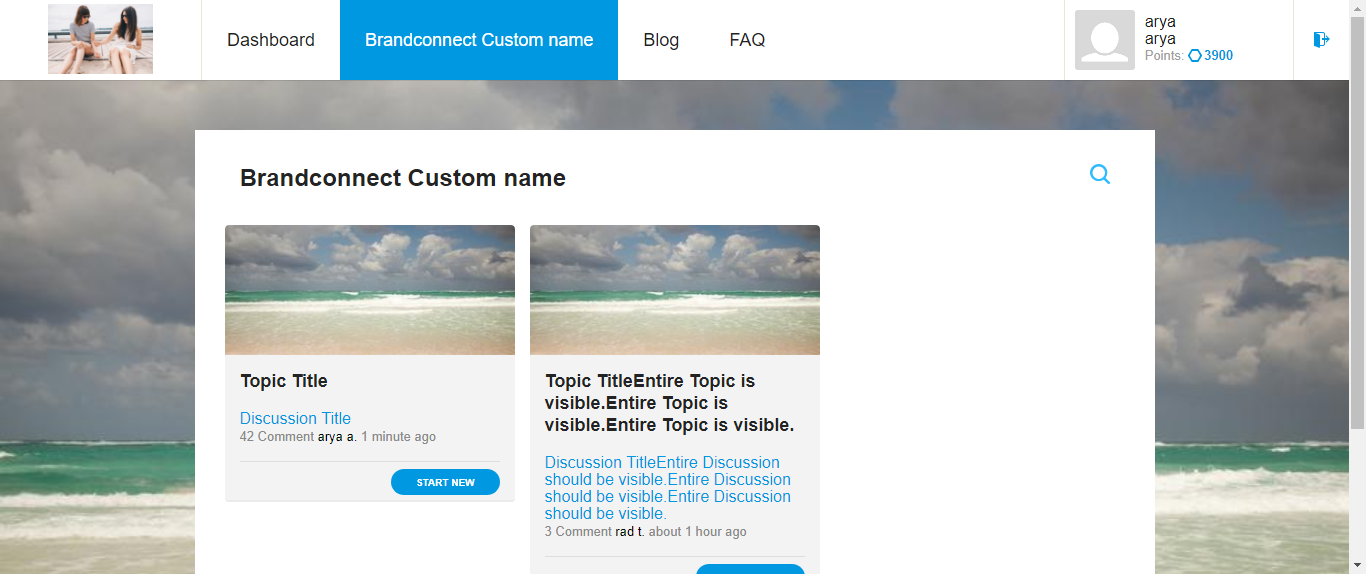 Dashboard
Brandconnect Custom name
Blog
FAQ
arya
arya
Points: 3900
Brandconnect Custom name
Topic Title
Discussion Title
42 Comment arya a. 1 minute ago
START NEW
Topic TitleEntire Topic is
visible.Entire Topic is
visible.Entire Topic is visible.
Discussion TitleEntire Discussion
should be visible.Entire Discussion
should be visible.Entire Discussion
should be visible.
3 Comment rad t. about 1 hour ago